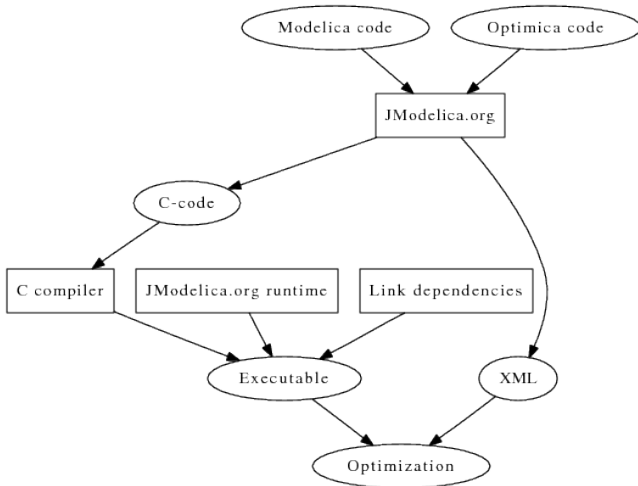 Modelica code
Optimica code
JModelica.org
C-code
C compiler
JModelica.org runtime
Link dependencies
Executable
XML
Optimization